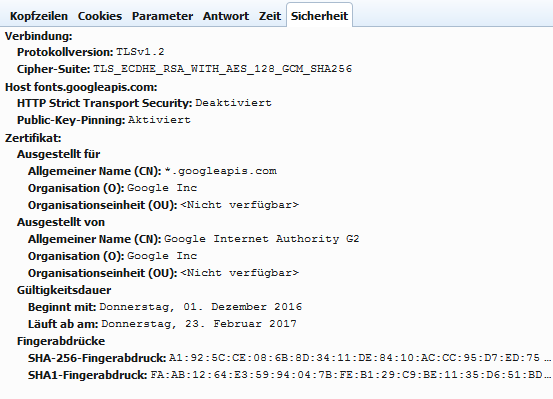 Kopfzeilen Cookies Parameter Antwort Zeit Sicherheit
Verbindung:
Protokollversion: TLSv1.2
Cipher-Suite: TLS_ECDHE_RSA_WITH_AES_128_GCM_SHA256
Host fonts.googleapis.com:
HTTP Strict Transport Security: Deaktiviert
Public-Key-Pinning: Aktiviert
Zertifikat:
Ausgestellt für
Allgemeiner Name (CN): *.googleapis.com
Organisation (O): Google Inc
Organisationseinheit (OU): <Nicht verfügbar>
Ausgestellt von
Allgemeiner Name (CN): Google Internet Authority G2
Organisation (O): Google Inc
Organisationseinheit (OU): <Nicht verfügbar>
Gültigkeitsdauer
Beginnt mit: Donnerstag, 01. Dezember 2016
Läuft ab am: Donnerstag, 23. Februar 2017
Fingerabdrücke
SHA-256-Fingerabdruck: A1:92:5C:CE:08:6B:8D:34:11:DE:84:10:AC:CC:95:D7:ED:75 ...
SHA1-Fingerabdruck: FA:AB:12:64:E3:59:94:04:7B:FE:B1:29:C9:BE:11:35:D6:51:BD...